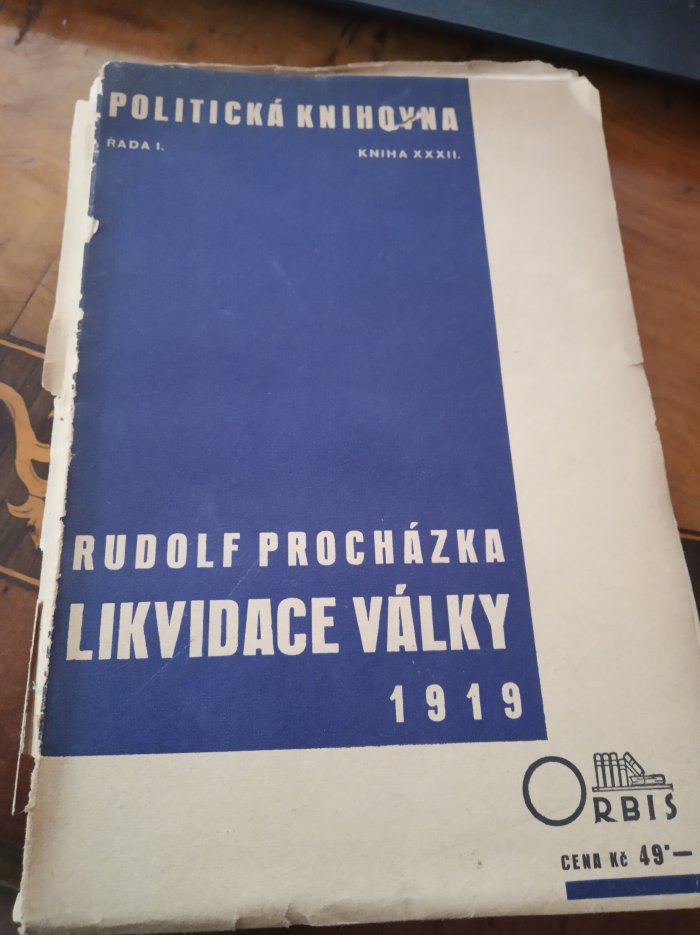 POLITICKÁ KNIHOVNA
ŘADA I. KNIHA XXXII.
RUDOLF PROCHÁZKA
LIKVIDACE VÁLKY
1919
ORBIS
CENA Kč 49·—